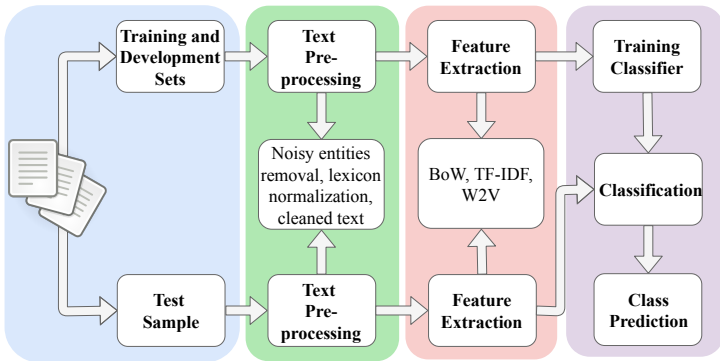 Training and
Development
Sets
Text
Pre-
processing
Feature
Extraction
Training
Classifier
Noisy entities
removal, lexicon
normalization,
cleaned text
BoW, TF-IDF,
W2V
Classification
Test
Sample
Text
Pre-
processing
Feature
Extraction
Class
Prediction